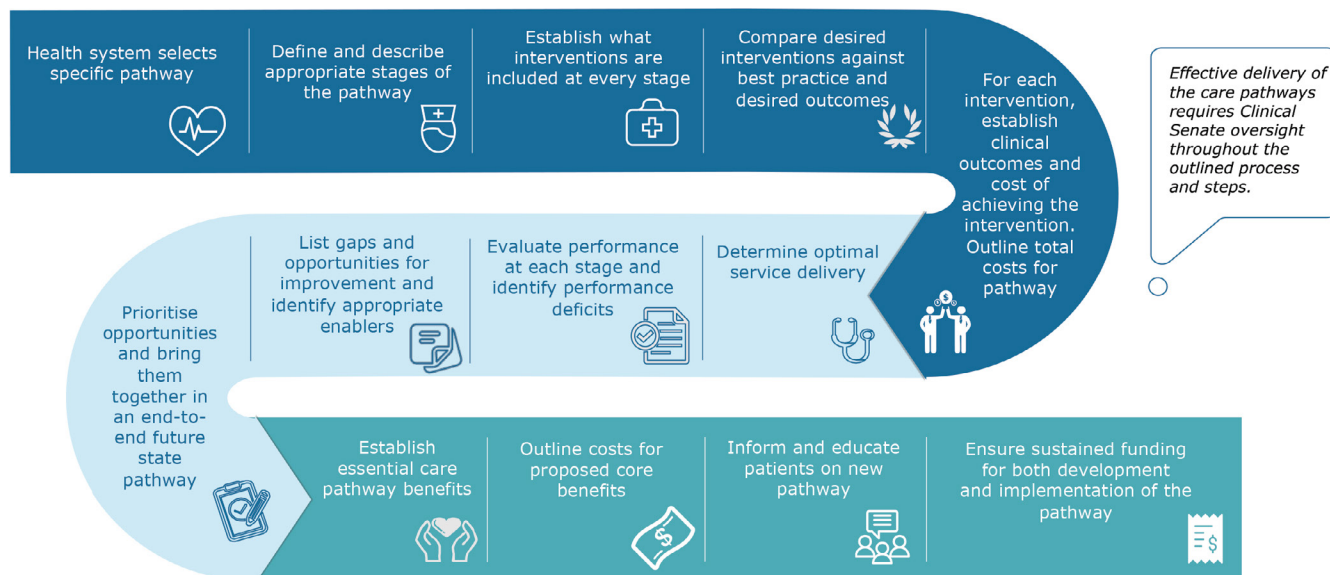 Health system selects
specific pathway
Define and describe
appropriate stages of
the pathway
Establish what
interventions are
included at every stage
Compare desired
interventions against
best practice and
desired outcomes
For each
intervention,
establish
clinical
outcomes and
cost of
achieving the
intervention.
Outline total
costs for
pathway
Effective delivery of
the care pathways
requires Clinical
Senate oversight
throughout the
outlined process
and steps.
Determine optimal
service delivery
Evaluate performance
at each stage and
identify performance
deficits
List gaps and
opportunities for
improvement and
identify appropriate
enablers
Prioritise
opportunities
and bring
them
together in
an end-to-
end future
state
pathway
Establish
essential care
pathway benefits
Outline costs for
proposed core
benefits
Inform and educate
patients on new
pathway
Ensure sustained funding
for both development
and implementation of the
pathway